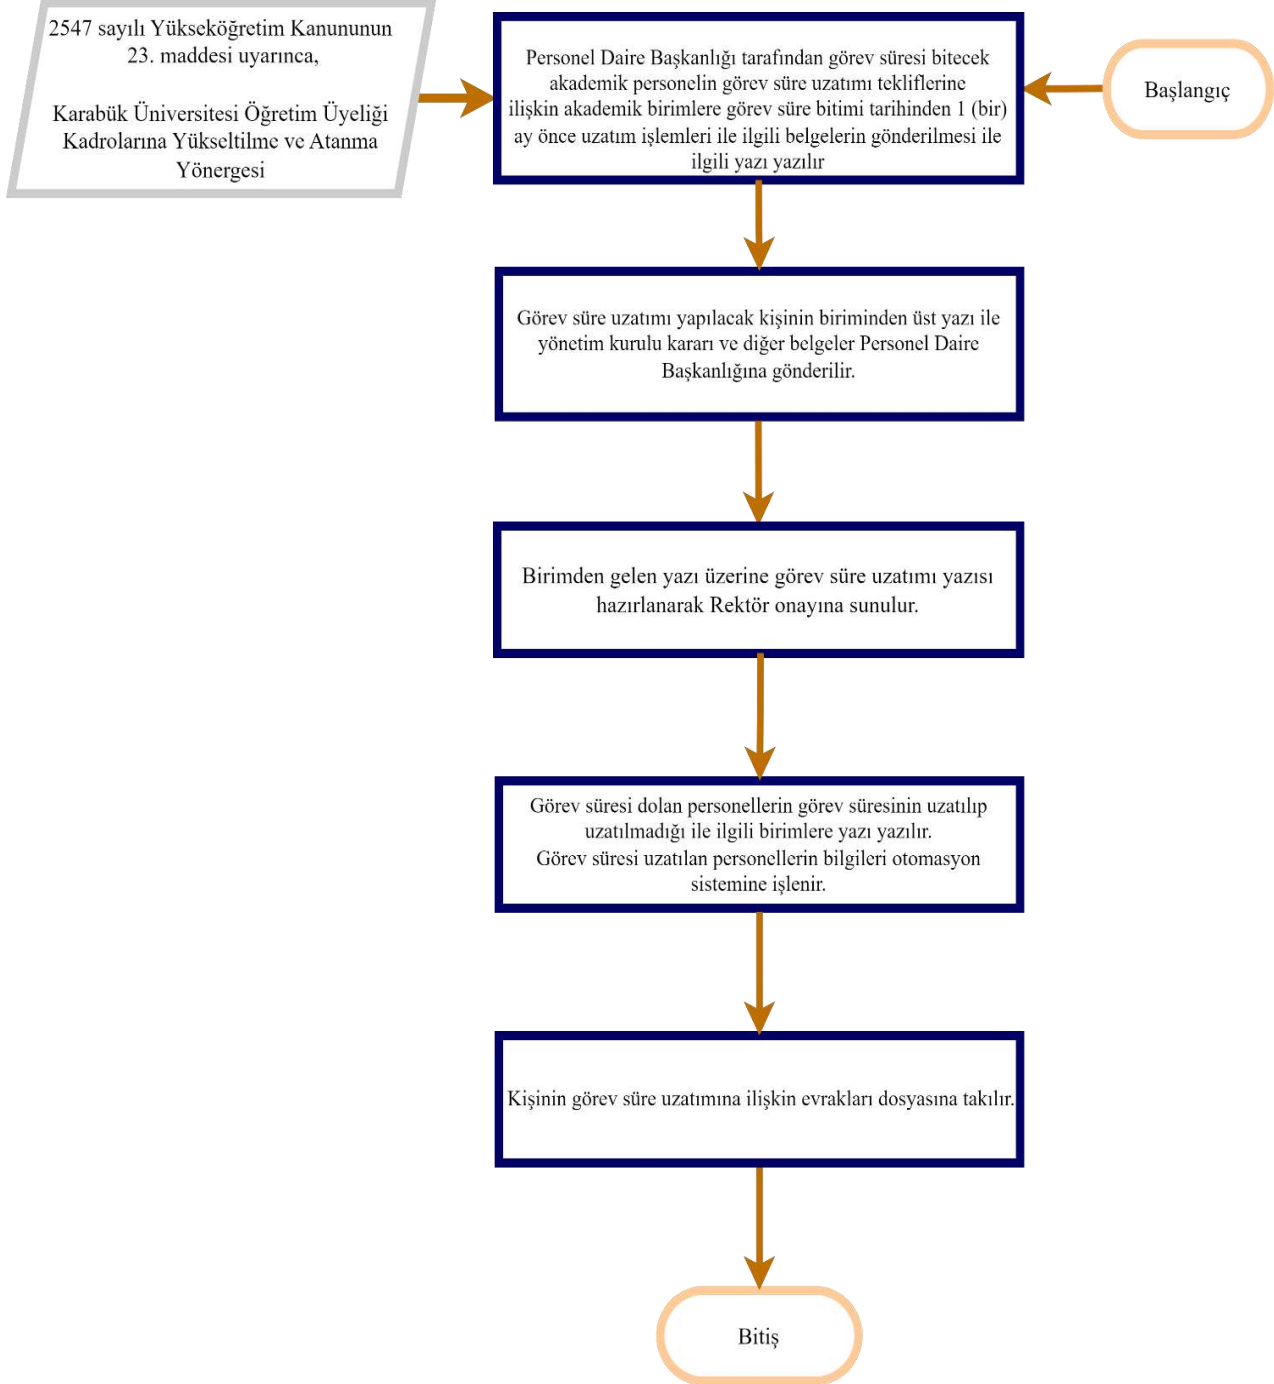 2547 sayılı Yükseköğretim Kanununun
23. maddesi uyarınca,
Karabük Üniversitesi Öğretim Üyeliği
Kadrolarına Yükseltilme ve Atanma
Yönergesi
Personel Daire Başkanlığı tarafından görev süresi bitecek
akademik personelin görev süre uzatımı tekliflerine
ilişkin akademik birimlere görev süre bitimi tarihinden 1 (bir)
ay önce uzatım işlemleri ile ilgili belgelerin gönderilmesi ile
ilgili yazı yazılır
Başlangıç
Görev süre uzatımı yapılacak kişinin biriminden üst yazı ile
yönetim kurulu kararı ve diğer belgeler Personel Daire
Başkanlığına gönderilir.
Birimden gelen yazı üzerine görev süre uzatımı yazısı
hazırlanarak Rektör onayına sunulur.
Görev süresi dolan personellerin görev süresinin uzatılıp
uzatılmadığı ile ilgili birimlere yazı yazılır.
Görev süresi uzatılan personellerin bilgileri otomasyon
sistemine işlenir.
Kişinin görev süre uzatımına ilişkin evrakları dosyasına takılır.
Bitiş